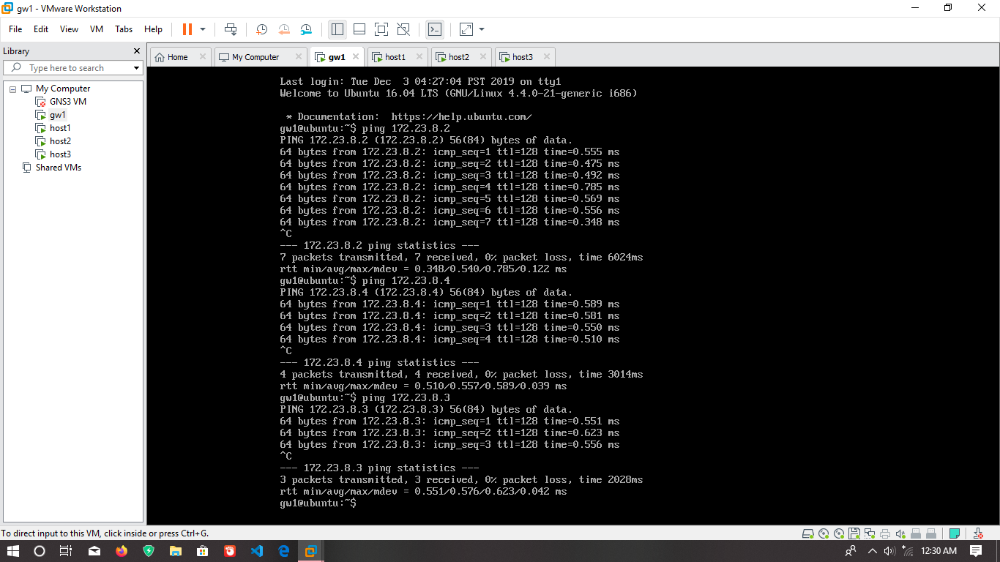 gw1 - VMware Workstation
File Edit View VM Tabs Help
Library
Type here to search
My Computer
GNS3 VM
gw1
host1
host2
host3
Shared VMs
Home My Computer gw1 host1 host2 host3
Last login: Tue Dec  3 04:27:04 PST 2019 on tty1
Welcome to Ubuntu 16.04 LTS (GNU/Linux 4.4.0-21-generic i686)
 * Documentation:  https://help.ubuntu.com/
gw1@ubuntu:~$ ping 172.23.8.2
PING 172.23.8.2 (172.23.8.2) 56(84) bytes of data.
64 bytes from 172.23.8.2: icmp_seq=1 ttl=128 time=0.555 ms
64 bytes from 172.23.8.2: icmp_seq=2 ttl=128 time=0.475 ms
64 bytes from 172.23.8.2: icmp_seq=3 ttl=128 time=0.492 ms
64 bytes from 172.23.8.2: icmp_seq=4 ttl=128 time=0.785 ms
64 bytes from 172.23.8.2: icmp_seq=5 ttl=128 time=0.569 ms
64 bytes from 172.23.8.2: icmp_seq=6 ttl=128 time=0.556 ms
64 bytes from 172.23.8.2: icmp_seq=7 ttl=128 time=0.348 ms
^C
--- 172.23.8.2 ping statistics ---
7 packets transmitted, 7 received, 0% packet loss, time 6024ms
rtt min/avg/max/mdev = 0.348/0.540/0.785/0.122 ms
gw1@ubuntu:~$ ping 172.23.8.4
PING 172.23.8.4 (172.23.8.4) 56(84) bytes of data.
64 bytes from 172.23.8.4: icmp_seq=1 ttl=128 time=0.589 ms
64 bytes from 172.23.8.4: icmp_seq=2 ttl=128 time=0.581 ms
64 bytes from 172.23.8.4: icmp_seq=3 ttl=128 time=0.550 ms
64 bytes from 172.23.8.4: icmp_seq=4 ttl=128 time=0.510 ms
^C
--- 172.23.8.4 ping statistics ---
4 packets transmitted, 4 received, 0% packet loss, time 3014ms
rtt min/avg/max/mdev = 0.510/0.557/0.589/0.039 ms
gw1@ubuntu:~$ ping 172.23.8.3
PING 172.23.8.3 (172.23.8.3) 56(84) bytes of data.
64 bytes from 172.23.8.3: icmp_seq=1 ttl=128 time=0.551 ms
64 bytes from 172.23.8.3: icmp_seq=2 ttl=128 time=0.623 ms
64 bytes from 172.23.8.3: icmp_seq=3 ttl=128 time=0.556 ms
^C
--- 172.23.8.3 ping statistics ---
3 packets transmitted, 3 received, 0% packet loss, time 2028ms
rtt min/avg/max/mdev = 0.551/0.576/0.623/0.042 ms
gw1@ubuntu:~$
To direct input to this VM, click inside or press Ctrl+G.
12:30 AM